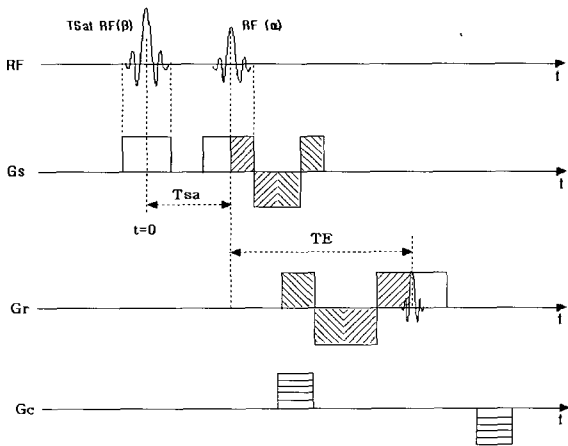 TSat RF(β)
RF (α)
RF
t
Gs
t
Tsa
t=0
TE
Gr
t
Gc
t